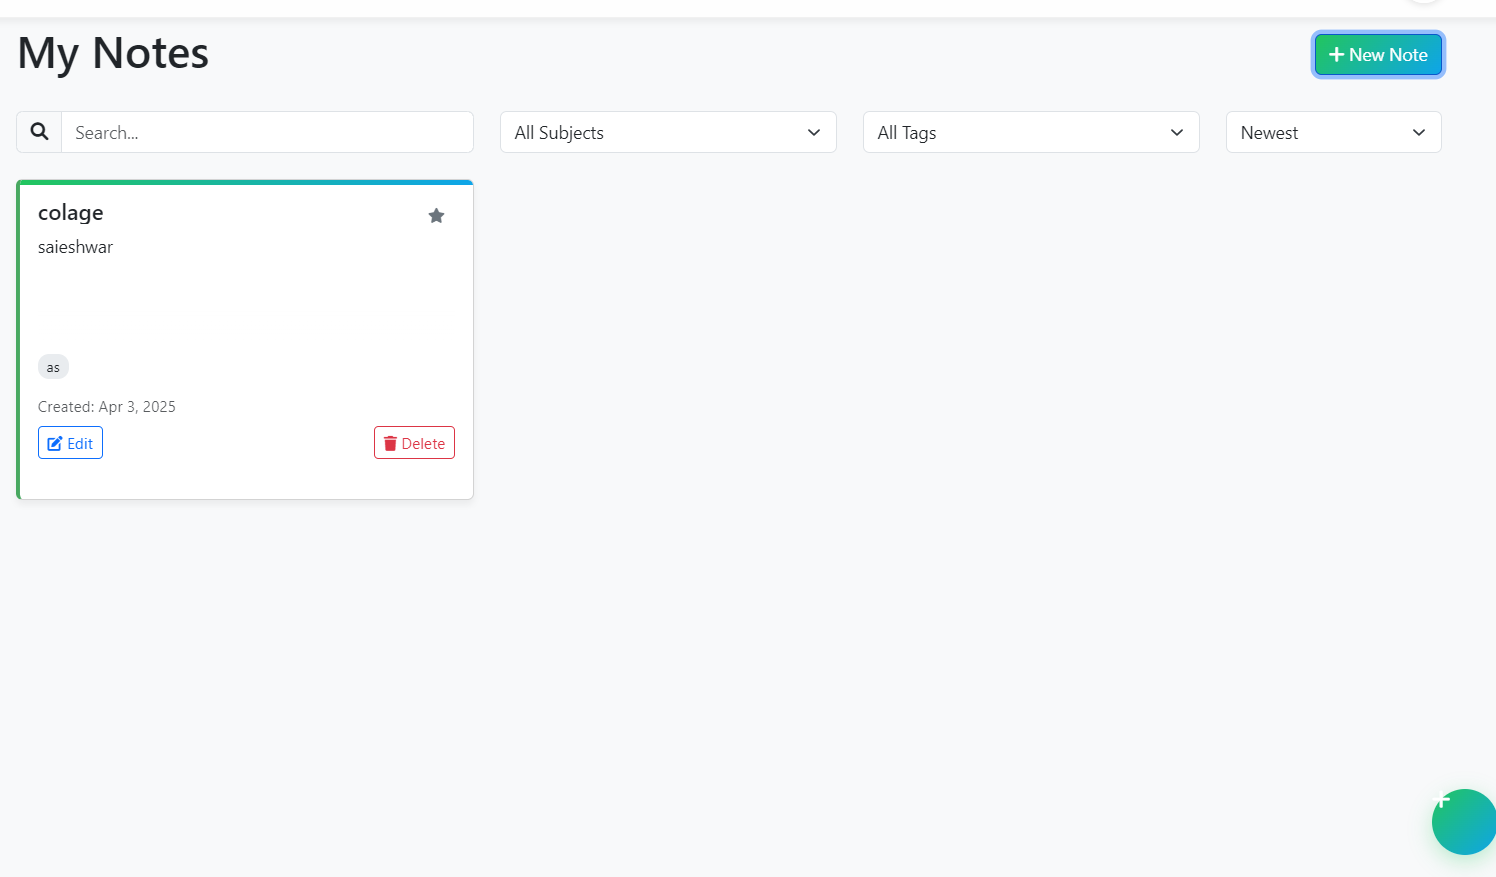 My Notes
New Note
Search...
All Subjects
All Tags
Newest
colage
saieshwar
as
Created: Apr 3, 2025
Edit
Delete